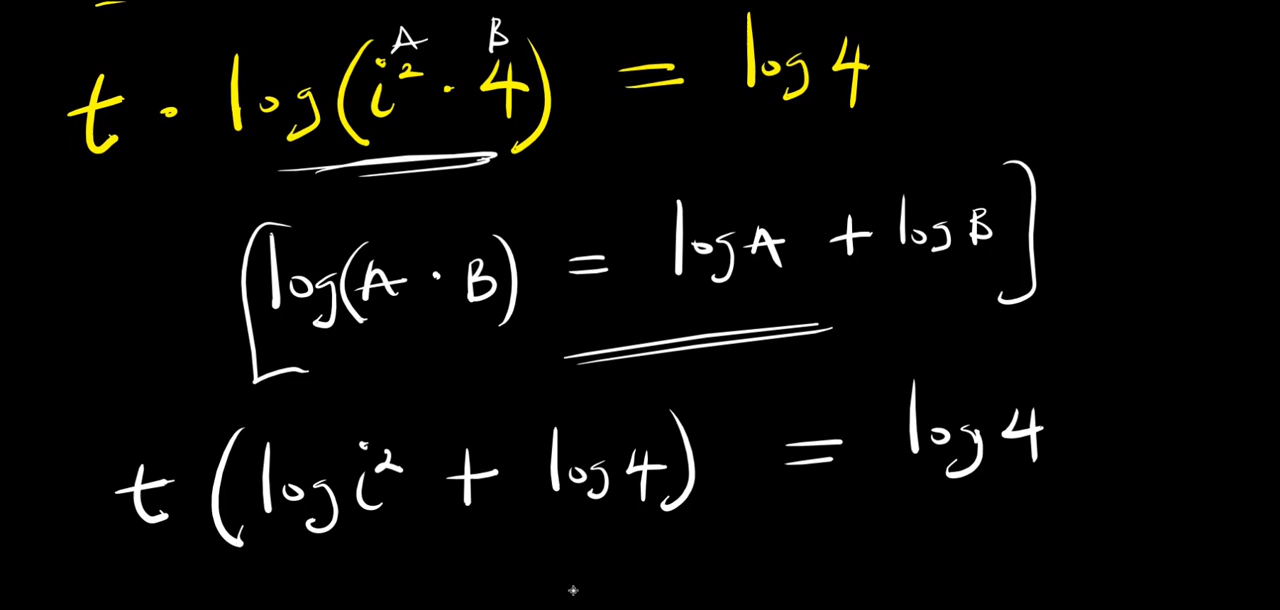 A B
t · log(i² · 4) = log 4
[log(A · B) = log A + log B]
t (log i² + log 4) = log 4